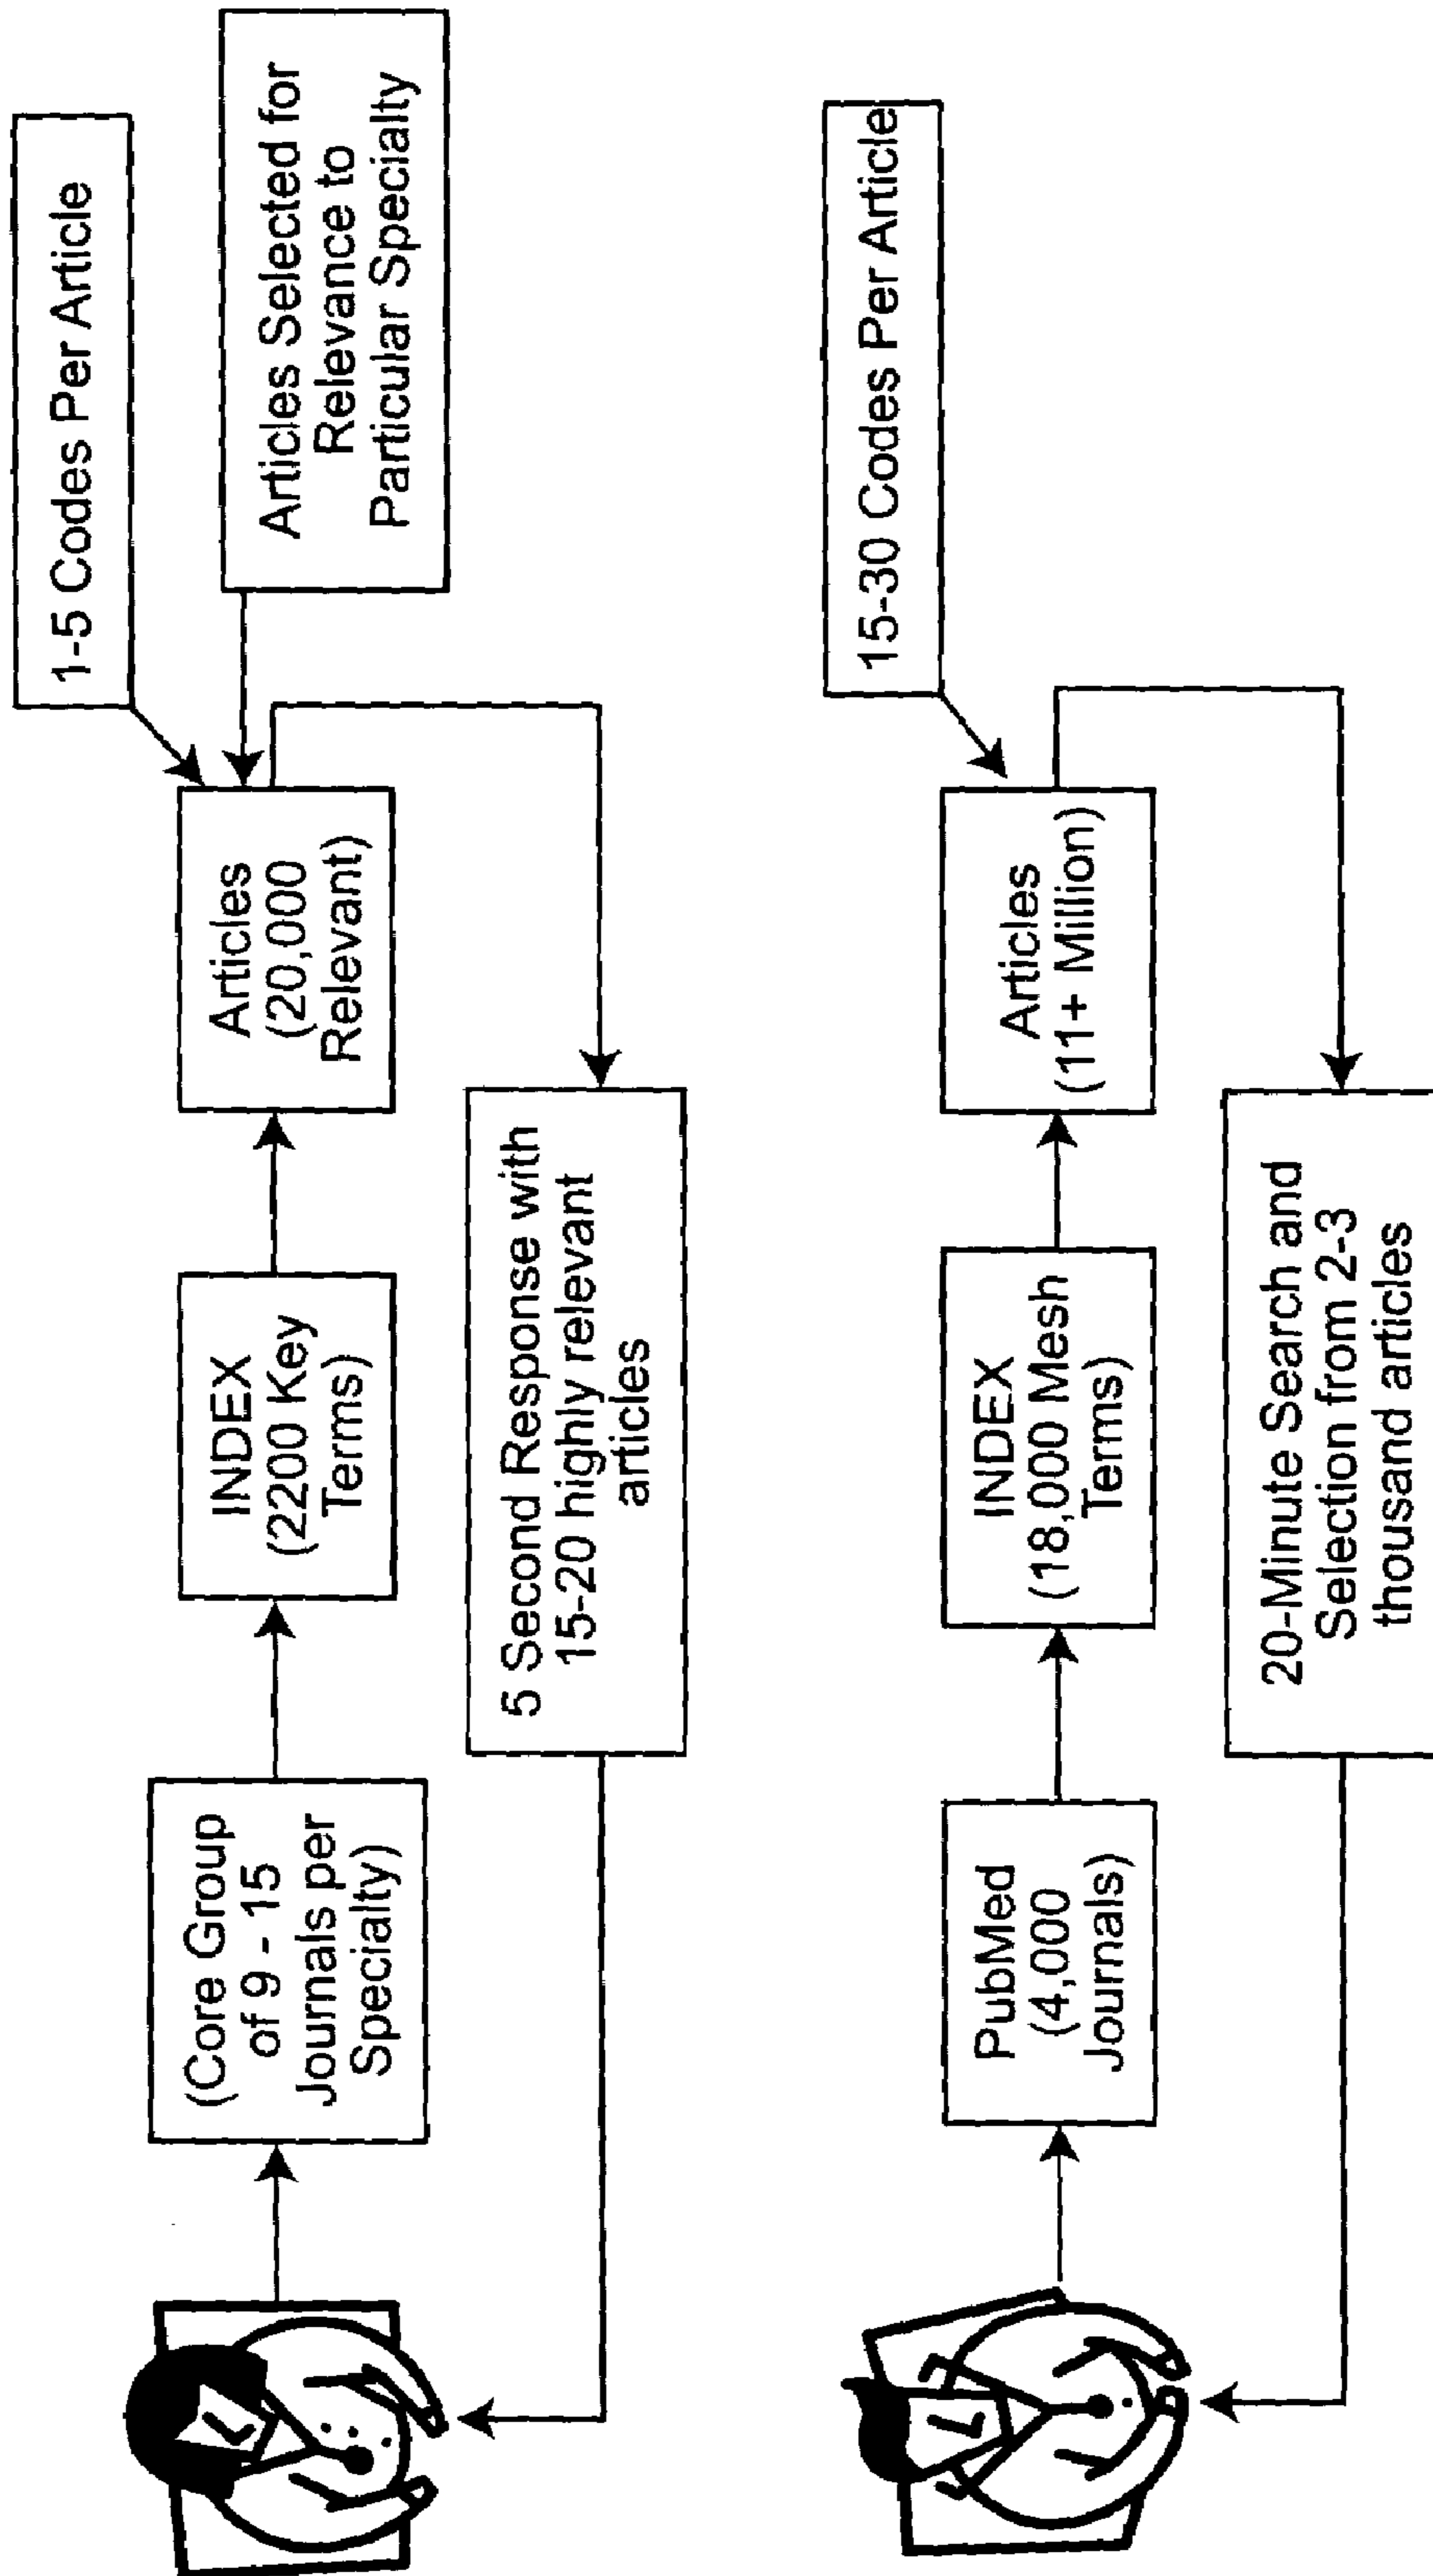 1-5 Codes Per Article
Articles Selected for
Relevance to
Particular Specialty
(Core Group
of 9 - 15
Journals per
Specialty)
INDEX
(2200 Key
Terms)
Articles
(20,000
Relevant)
5 Second Response with
15-20 highly relevant
articles
15-30 Codes Per Article
PubMed
(4,000
Journals)
INDEX
(18,000 Mesh
Terms)
Articles
(11+ Million)
20-Minute Search and
Selection from 2-3
thousand articles